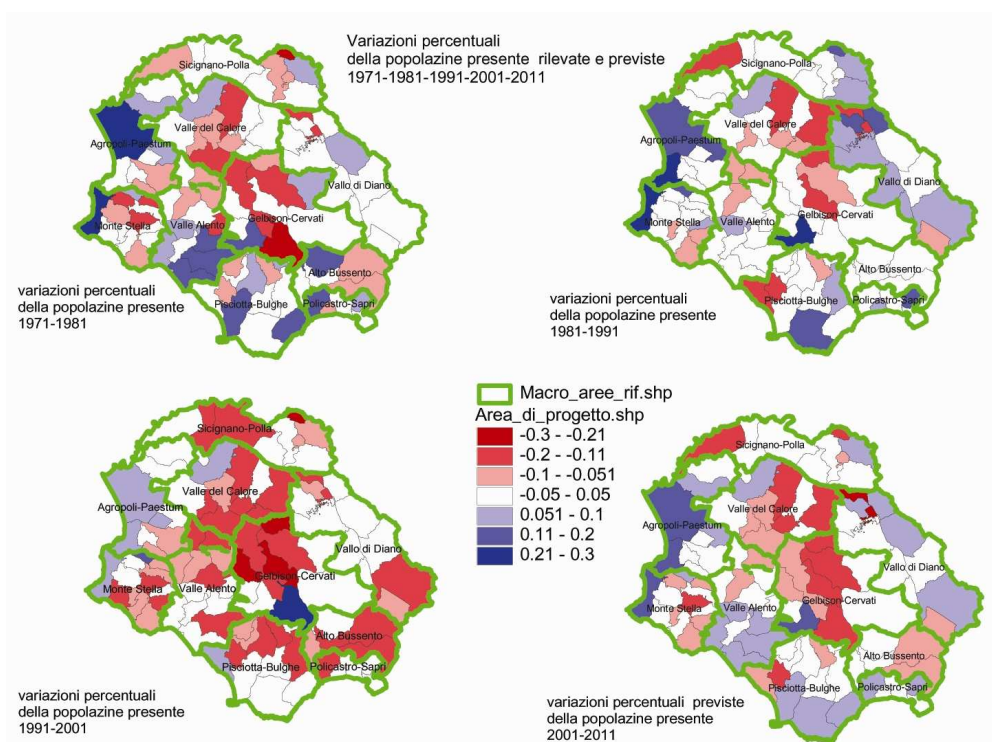 Variazioni percentuali
della popolazine presente rilevate e previste
1971-1981-1991-2001-2011
Sicignano-Polla
Valle del Calore
Agropoli-Paestum
Vallo di Diano
Monte Stella
Valle Alento
Gelbison-Cervati
Alto Bussento
Pisciotta-Bulghe
Policastro-Sapri
variazioni percentuali
della popolazine presente
1971-1981
Sicignano-Polla
Valle del Calore
Agropoli-Paestum
Vallo di Diano
Monte Stella
Valle Alento
Gelbison-Cervati
Alto Bussento
Pisciotta-Bulghe
Policastro-Sapri
variazioni percentuali
della popolazine presente
1981-1991
Macro_aree_rif.shp
Area_di_progetto.shp
-0.3 - -0.21
-0.2 - -0.11
-0.1 - -0.051
-0.05 - 0.05
0.051 - 0.1
0.11 - 0.2
0.21 - 0.3
Sicignano-Polla
Valle del Calore
Agropoli-Paestum
Vallo di Diano
Monte Stella
Valle Alento
Gelbison-Cervati
Alto Bussento
Pisciotta-Bulghe
Policastro-Sapri
variazioni percentuali
della popolazine presente
1991-2001
Sicignano-Polla
Valle del Calore
Agropoli-Paestum
Vallo di Diano
Monte Stella
Valle Alento
Gelbison-Cervati
Alto Bussento
Pisciotta-Bulghe
Policastro-Sapri
variazioni percentuali previste
della popolazine presente
2001-2011